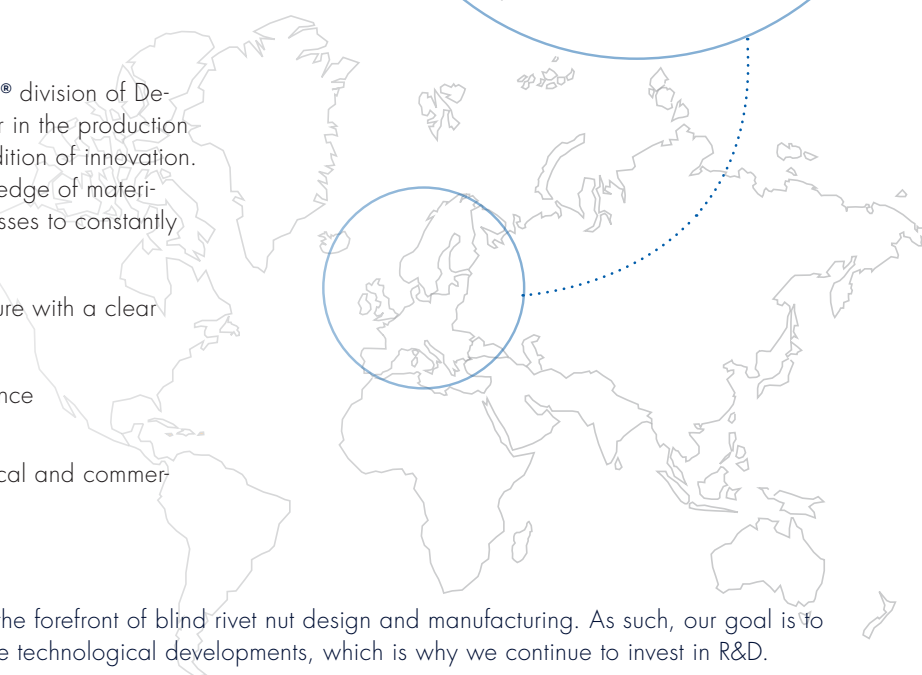 ® division of De-
r in the production
dition of innovation.
edge of materi-
sses to constantly
ure with a clear
nce
cal and commer-
the forefront of blind rivet nut design and manufacturing. As such, our goal is to
e technological developments, which is why we continue to invest in R&D.